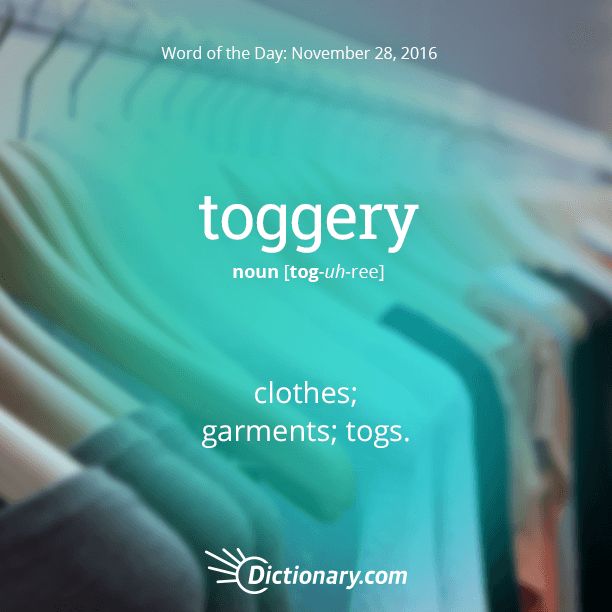 Word of the Day: November 28, 2016
toggery
noun [tog-uh-ree]
clothes;
garments; togs.
Dictionary.com